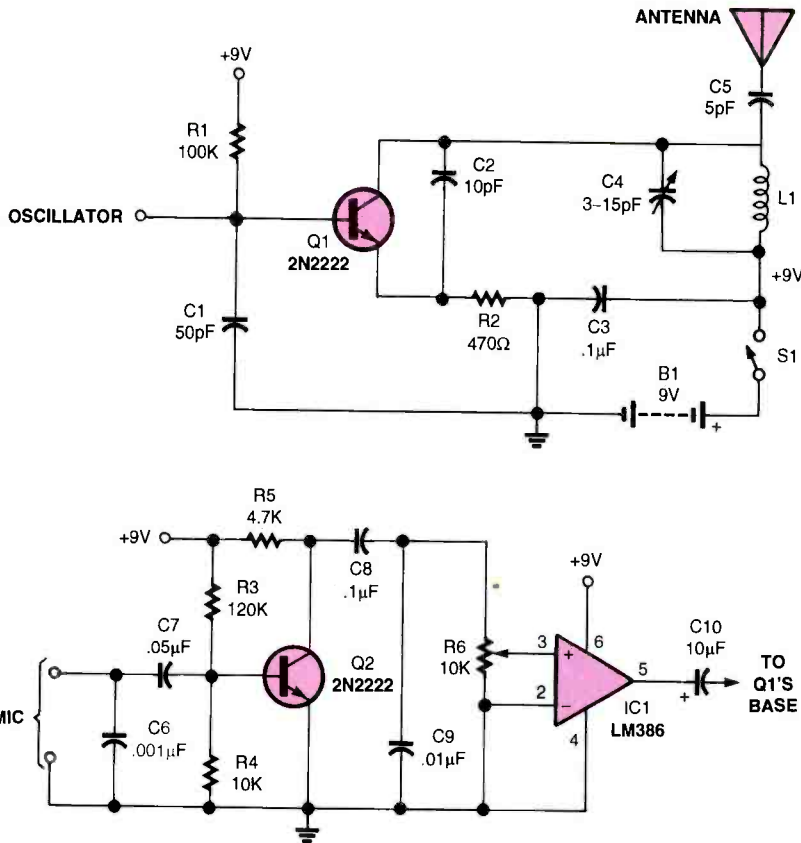 ANTENNA
+9V
C5
5pF
R1
100K
C2
10pF
C4
3~15pF
L1
OSCILLATOR
Q1
2N2222
+9V
C1
50pF
R2
470Ω
C3
.1µF
S1
B1
9V
+
R5
4.7K
+9V
C8
.1µF
+9V
R3
120K
C7
.05µF
R6
10K
3
+
6
C10
10µF
Q2
2N2222
5
+
TO
Q1'S
BASE
2
−
IC1
LM386
MIC
C6
.001µF
R4
10K
C9
.01µF
4